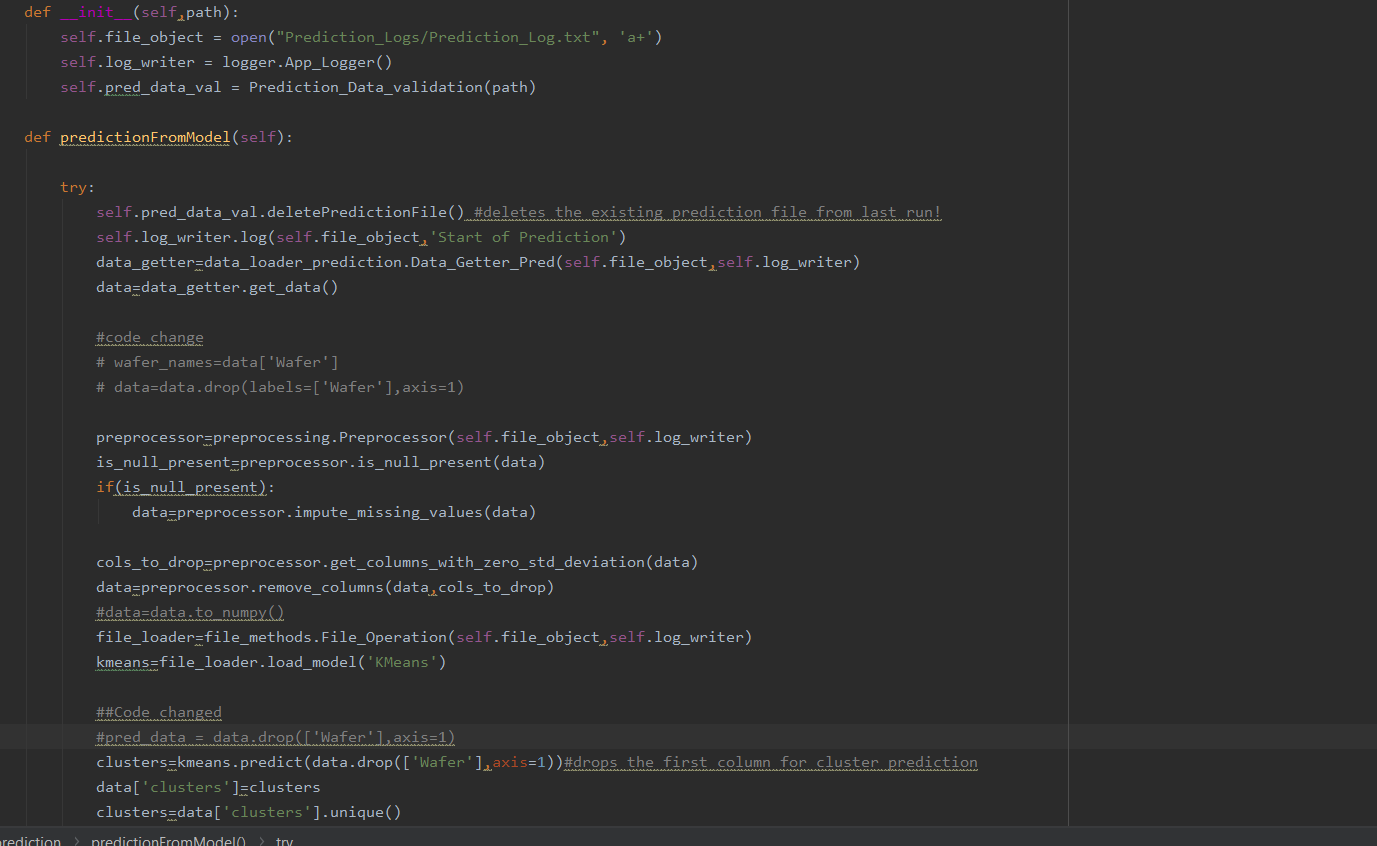 def __init__(self,path):
self.file_object = open("Prediction_Logs/Prediction_Log.txt", 'a+')
self.log_writer = logger.App_Logger()
self.pred_data_val = Prediction_Data_validation(path)
def predictionFromModel(self):
try:
self.pred_data_val.deletePredictionFile() #deletes the existing prediction file from last run!
self.log_writer.log(self.file_object,'Start of Prediction')
data_getter=data_loader_prediction.Data_Getter_Pred(self.file_object,self.log_writer)
data=data_getter.get_data()
#code change
# wafer_names=data['Wafer']
# data=data.drop(labels=['Wafer'],axis=1)
preprocessor=preprocessing.Preprocessor(self.file_object,self.log_writer)
is_null_present=preprocessor.is_null_present(data)
if(is_null_present):
data=preprocessor.impute_missing_values(data)
cols_to_drop=preprocessor.get_columns_with_zero_std_deviation(data)
data=preprocessor.remove_columns(data,cols_to_drop)
#data=data.to_numpy()
file_loader=file_methods.File_Operation(self.file_object,self.log_writer)
kmeans=file_loader.load_model('KMeans')
##Code changed
#pred_data = data.drop(['Wafer'],axis=1)
clusters=kmeans.predict(data.drop(['Wafer'],axis=1))#drops the first column for cluster prediction
data['clusters']=clusters
clusters=data['clusters'].unique()
rediction > predictionFromModel() > try